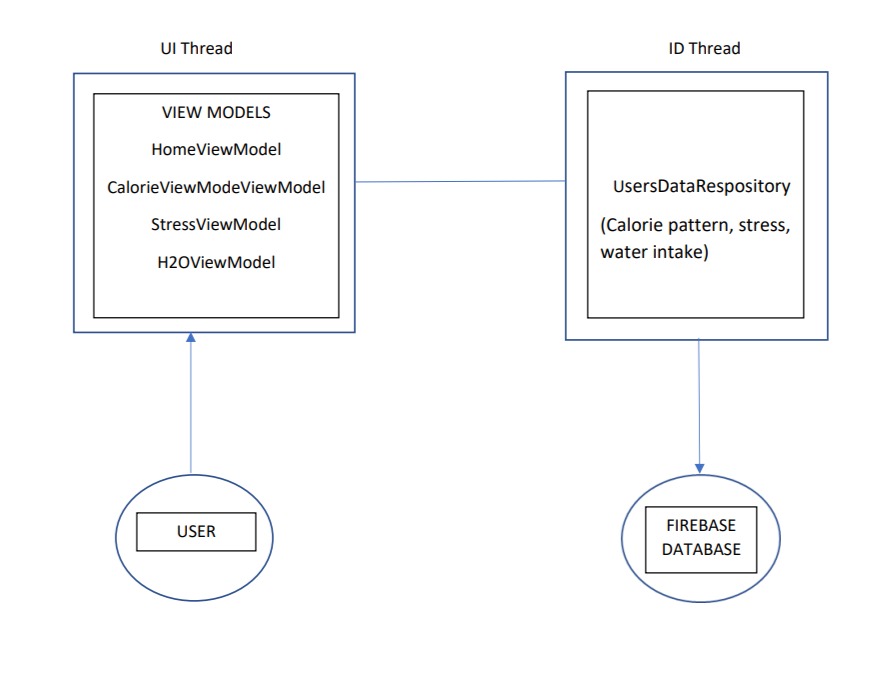 UI Thread
VIEW MODELS
HomeViewModel
CalorieViewModeViewModel
StressViewModel
H2OViewModel
ID Thread
UsersDataRespository
(Calorie pattern, stress,
water intake)
USER
FIREBASE
DATABASE